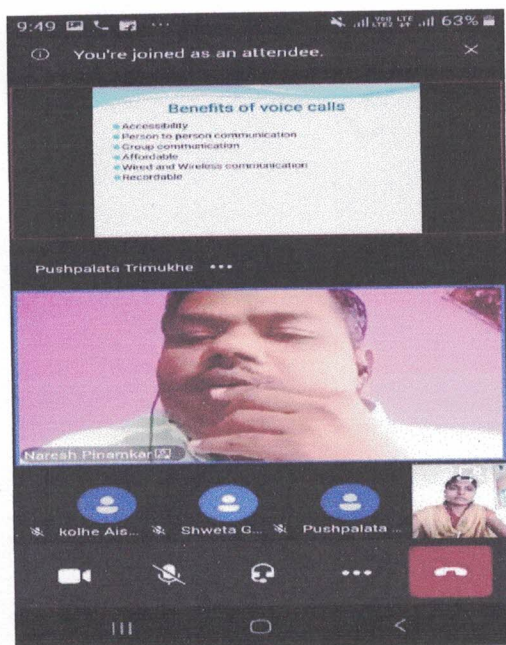 9:49 63%
You're joined as an attendee.
Benefits of voice calls
Accessibility
Person to person communication
Group communication
Affordable
Wired and Wireless communication
Recordable
Pushpalata Trimukhe
Naresh Pinamkar
kolhe Ais... Shweta G... Pushpalata ...